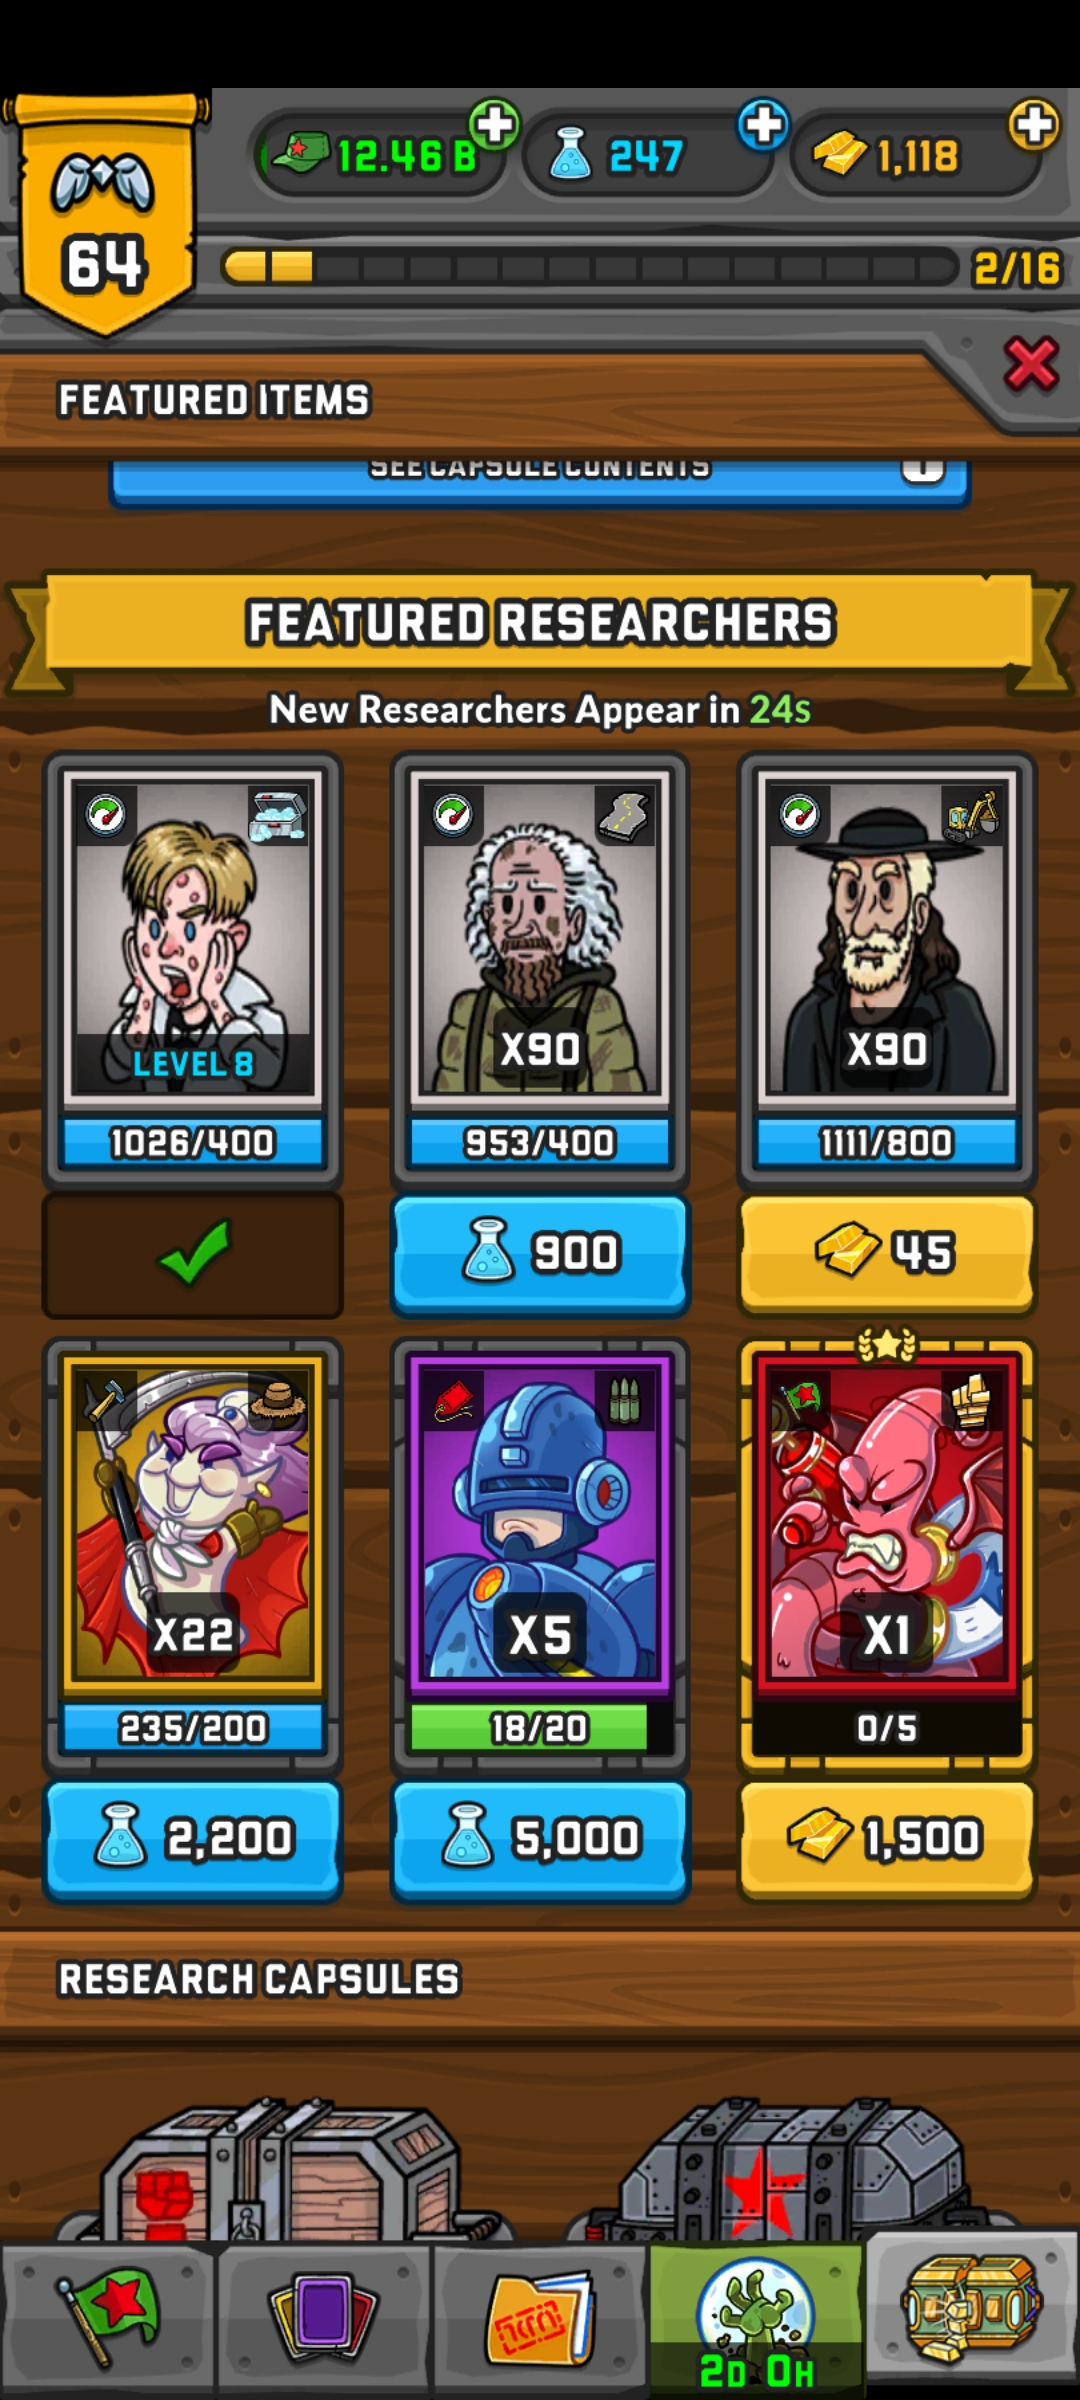 12.46 B
247
1,118
64
2/16
FEATURED ITEMS
SEE CAPSULE CONTENTS
FEATURED RESEARCHERS
New Researchers Appear in 24s
LEVEL 8
X90
X90
1026/400
953/400
1111/800
900
45
X22
X5
X1
235/200
18/20
0/5
2,200
5,000
1,500
RESEARCH CAPSULES
2D 0H